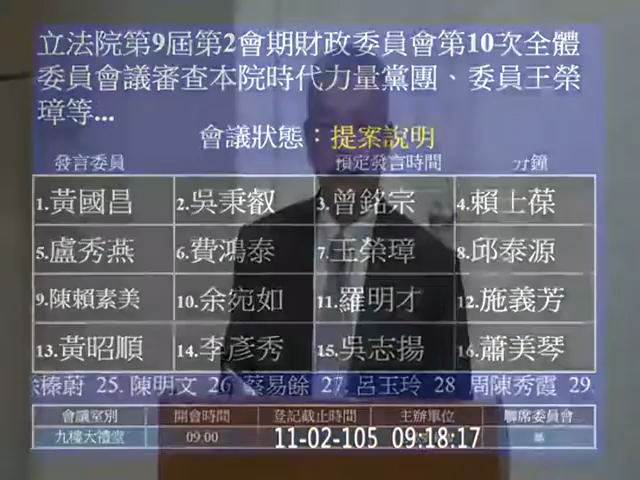 立法院第9屆第2會期財政委員會第10次全體
委員會議審查本院時代力量黨團、委員王榮
璋等...
會議狀態：提案說明
發言委員 預定發言時間 分鐘
1.黃國昌 2.吳秉叡 3.曾銘宗 4.賴士葆
5.盧秀燕 6.費鴻泰 7.王榮璋 8.邱泰源
9.陳賴素美 10.余宛如 11.羅明才 12.施義芳
13.黃昭順 14.李彥秀 15.吳志揚 16.蕭美琴
徐榛蔚 25. 陳明文 26 蔡易餘 27. 呂玉玲 28 周陳秀霞 29.
會議室別 開會時間 登記截止時間 主辦單位 聯席委員會
九樓大禮堂 09:00 11-02-105 09:18:17